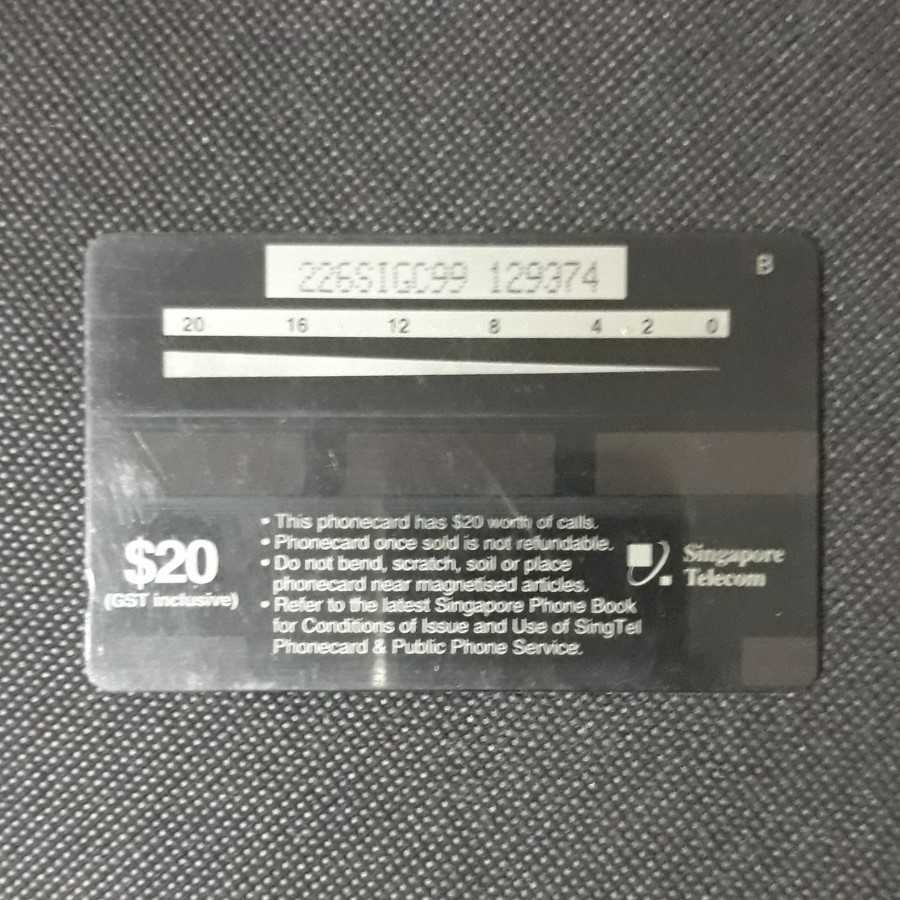 B
226SIGC99 129374
20 16 12 8 4 2 0
$20
(GST inclusive)
• This phonecard has $20 worth of calls.
• Phonecard once sold is not refundable.
• Do not bend, scratch, soil or place
phonecard near magnetised articles.
• Refer to the latest Singapore Phone Book
for Conditions of Issue and Use of SingTel
Phonecard & Public Phone Service.
Singapore
Telecom